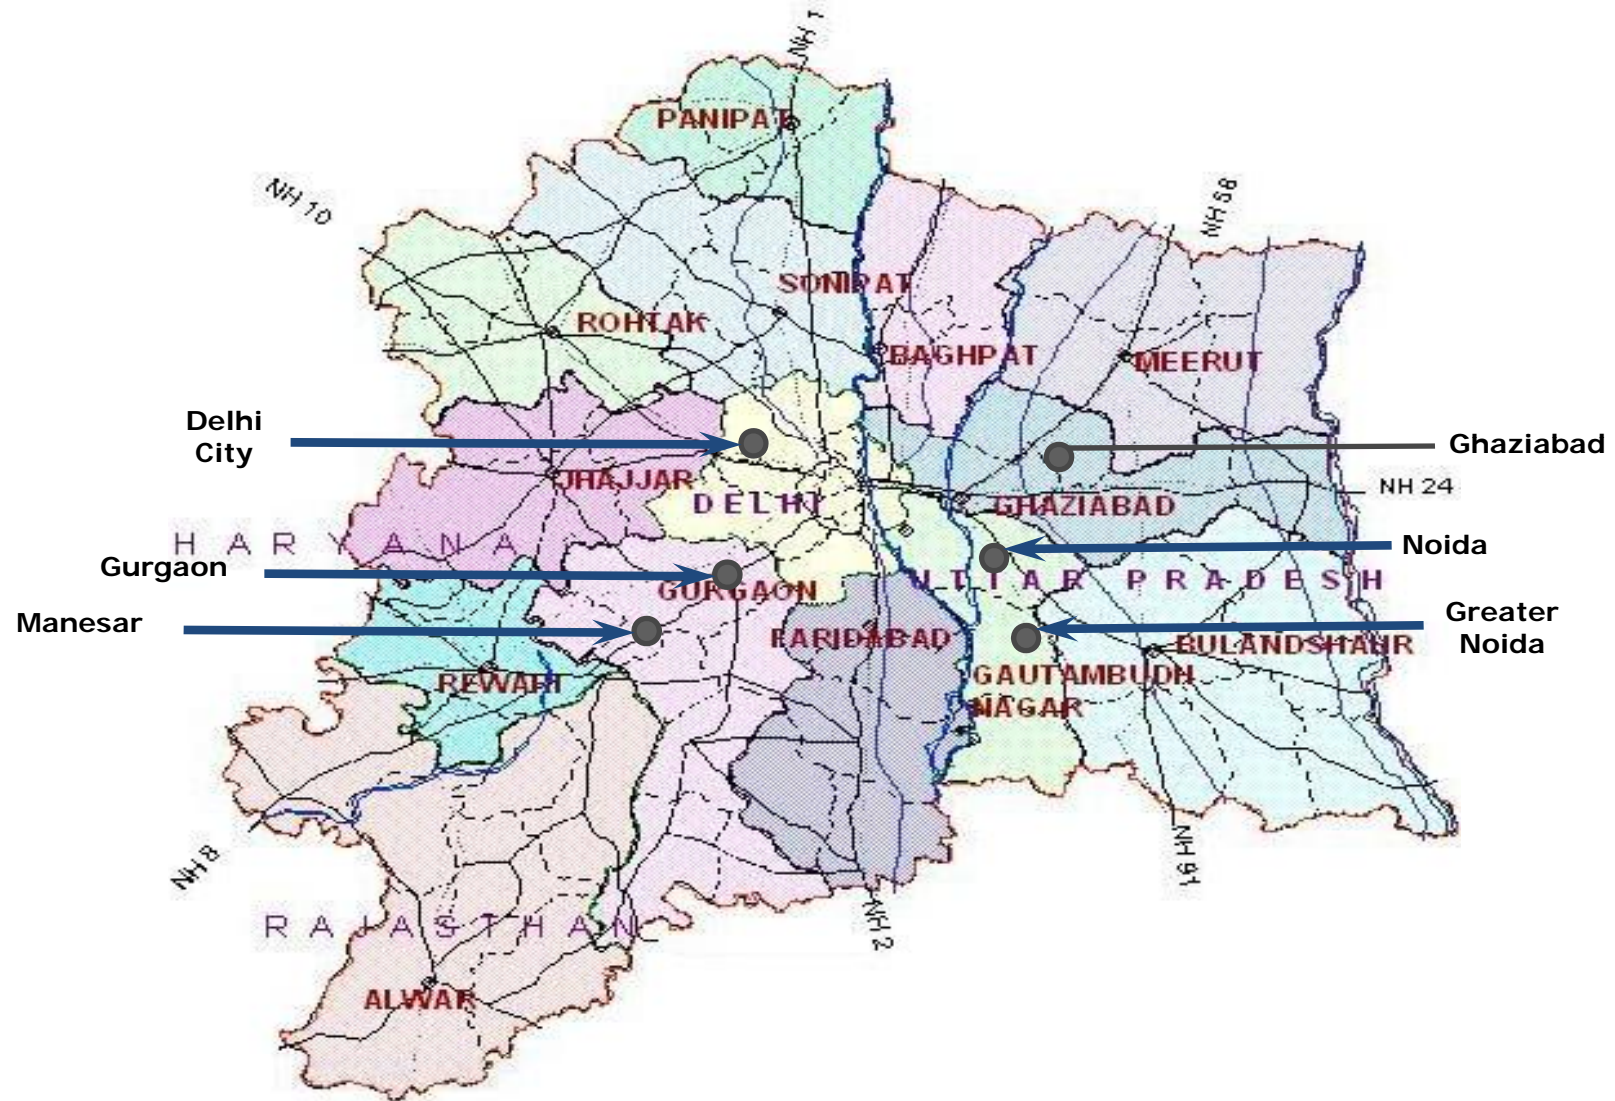 NH 1
PANIPAT
NH 10
NH 58
SONIPAT
ROHTAK
BAGHPAT
MEERUT
Delhi
City
Ghaziabad
JHAJJAR
DELHI
GHAZIABAD
NH 24
HARYANA
Noida
Gurgaon
GURGAON
UTTAR PRADESH
Manesar
FARIDABAD
Greater
Noida
BULANDSHAHR
REWARI
GAUTAMBUDH
NAGAR
NH 8
NH 91
RAJASTHAN
NH 2
ALWAR